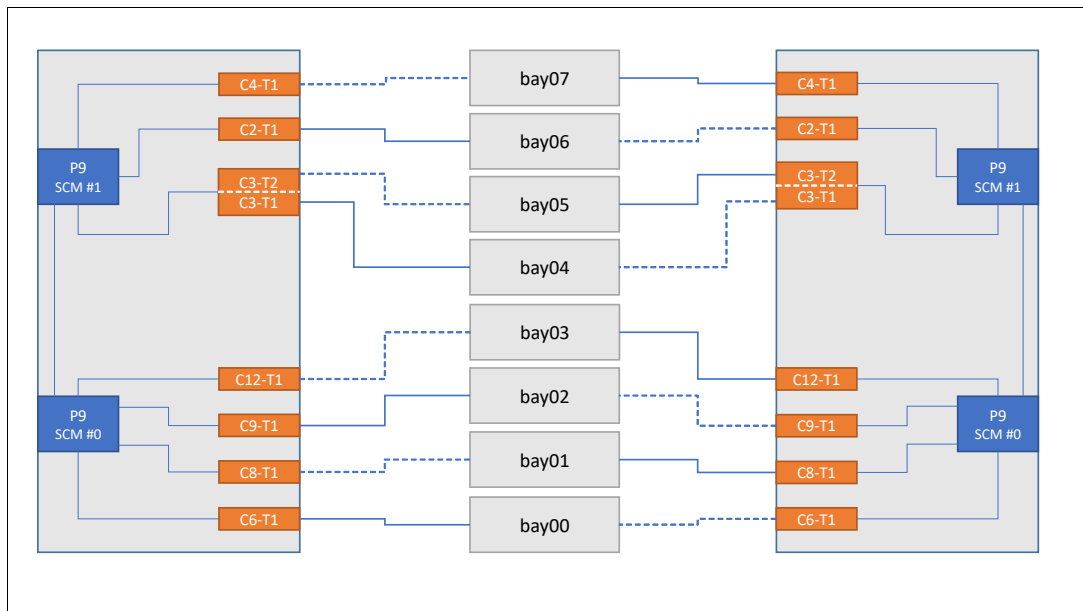 C4-T1
C2-T1
P9
SCM #1
C3-T2
C3-T1
C12-T1
P9
SCM #0
C9-T1
C8-T1
C6-T1
bay07
bay06
bay05
bay04
bay03
bay02
bay01
bay00
C4-T1
C2-T1
C3-T2
C3-T1
P9
SCM #1
C12-T1
C9-T1
P9
SCM #0
C8-T1
C6-T1